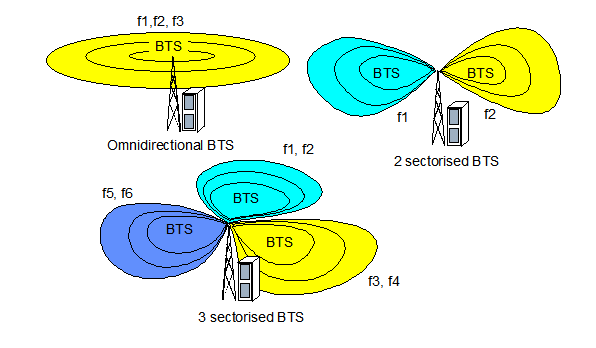 f1,f2, f3
BTS
Omnidirectional BTS
BTS
BTS
f1
f2
2 sectorised BTS
f1, f2
BTS
f5, f6
BTS
BTS
f3, f4
3 sectorised BTS